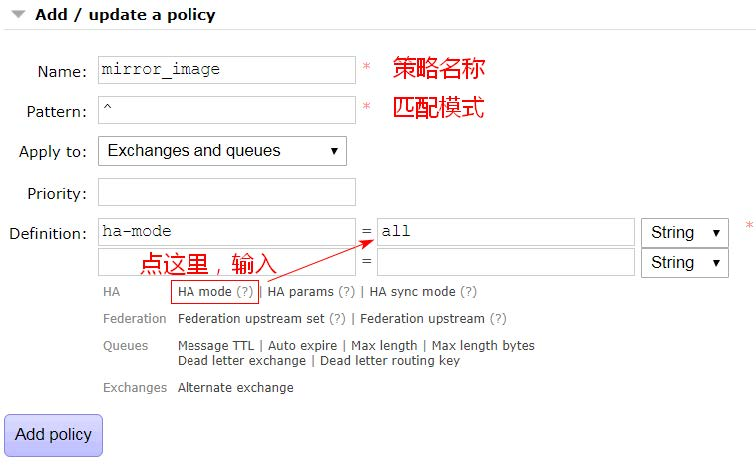 Add / update a policy
Name: mirror_image * 策略名称
Pattern: ^ * 匹配模式
Apply to: Exchanges and queues
Priority:
Definition: ha-mode = all String *
点这里，输入 = String
HA HA mode (?) | HA params (?) | HA sync mode (?)
Federation Federation upstream set (?) | Federation upstream (?)
Queues Message TTL | Auto expire | Max length | Max length bytes
Dead letter exchange | Dead letter routing key
Exchanges Alternate exchange
Add policy